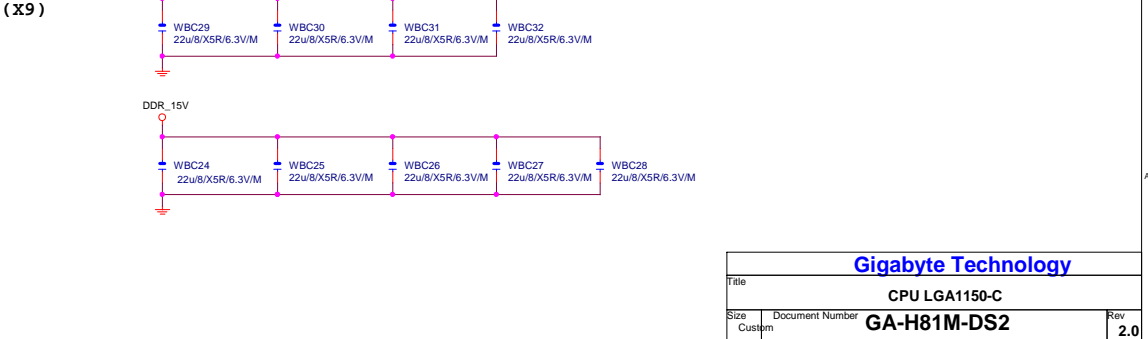 (X9)
WBC29 WBC30 WBC31 WBC32
22u/8/X5R/6.3V/M 22u/8/X5R/6.3V/M 22u/8/X5R/6.3V/M 22u/8/X5R/6.3V/M
DDR_15V
WBC24 WBC25 WBC26 WBC27 WBC28
22u/8/X5R/6.3V/M 22u/8/X5R/6.3V/M 22u/8/X5R/6.3V/M 22u/8/X5R/6.3V/M 22u/8/X5R/6.3V/M
A
Gigabyte Technology
Title
CPU LGA1150-C
Size Document Number GA-H81M-DS2 Rev
Custom 2.0